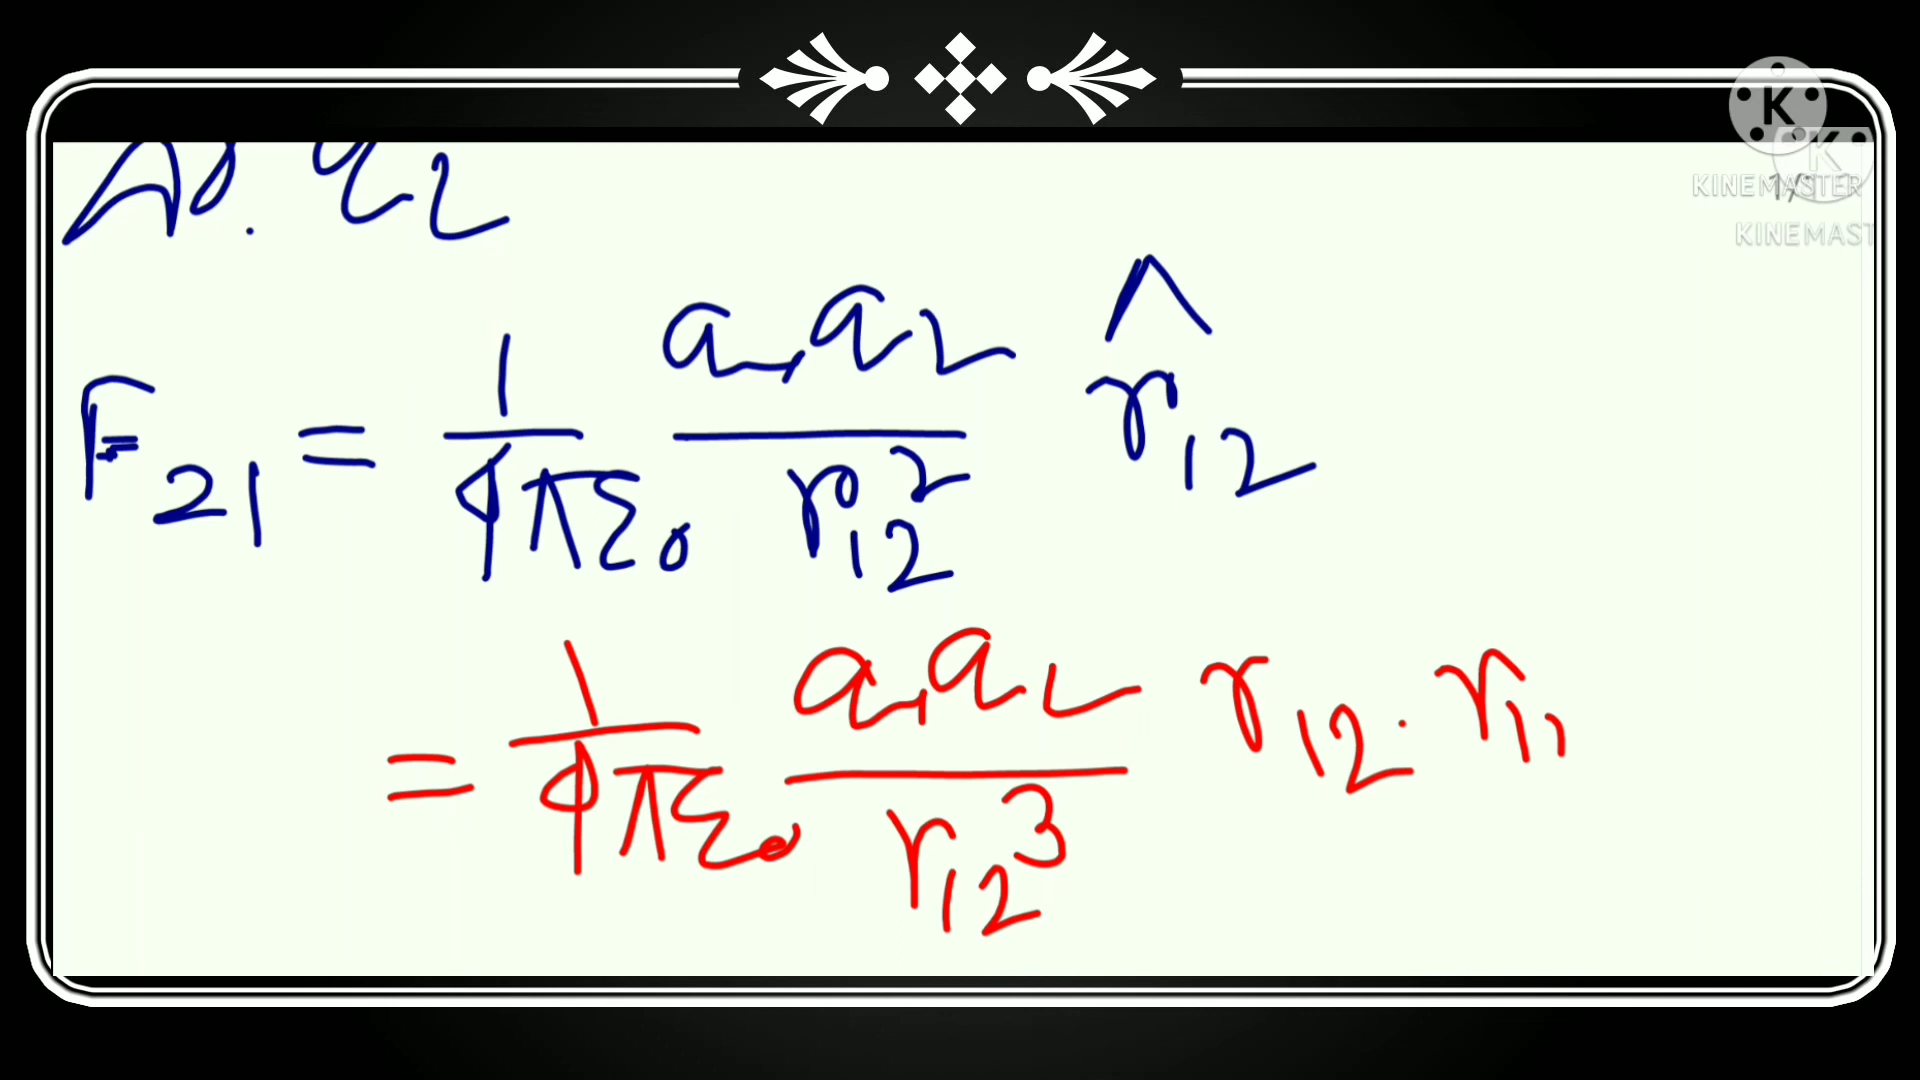 K
K
KINEMASTER
KINEMAST
F₂₁ = 1/4πε₀ q₁q₂/r₁₂² r̂₁₂
= 1/4πε₀ q₁q₂/r₁₂³ r₁₂ . r₁₁